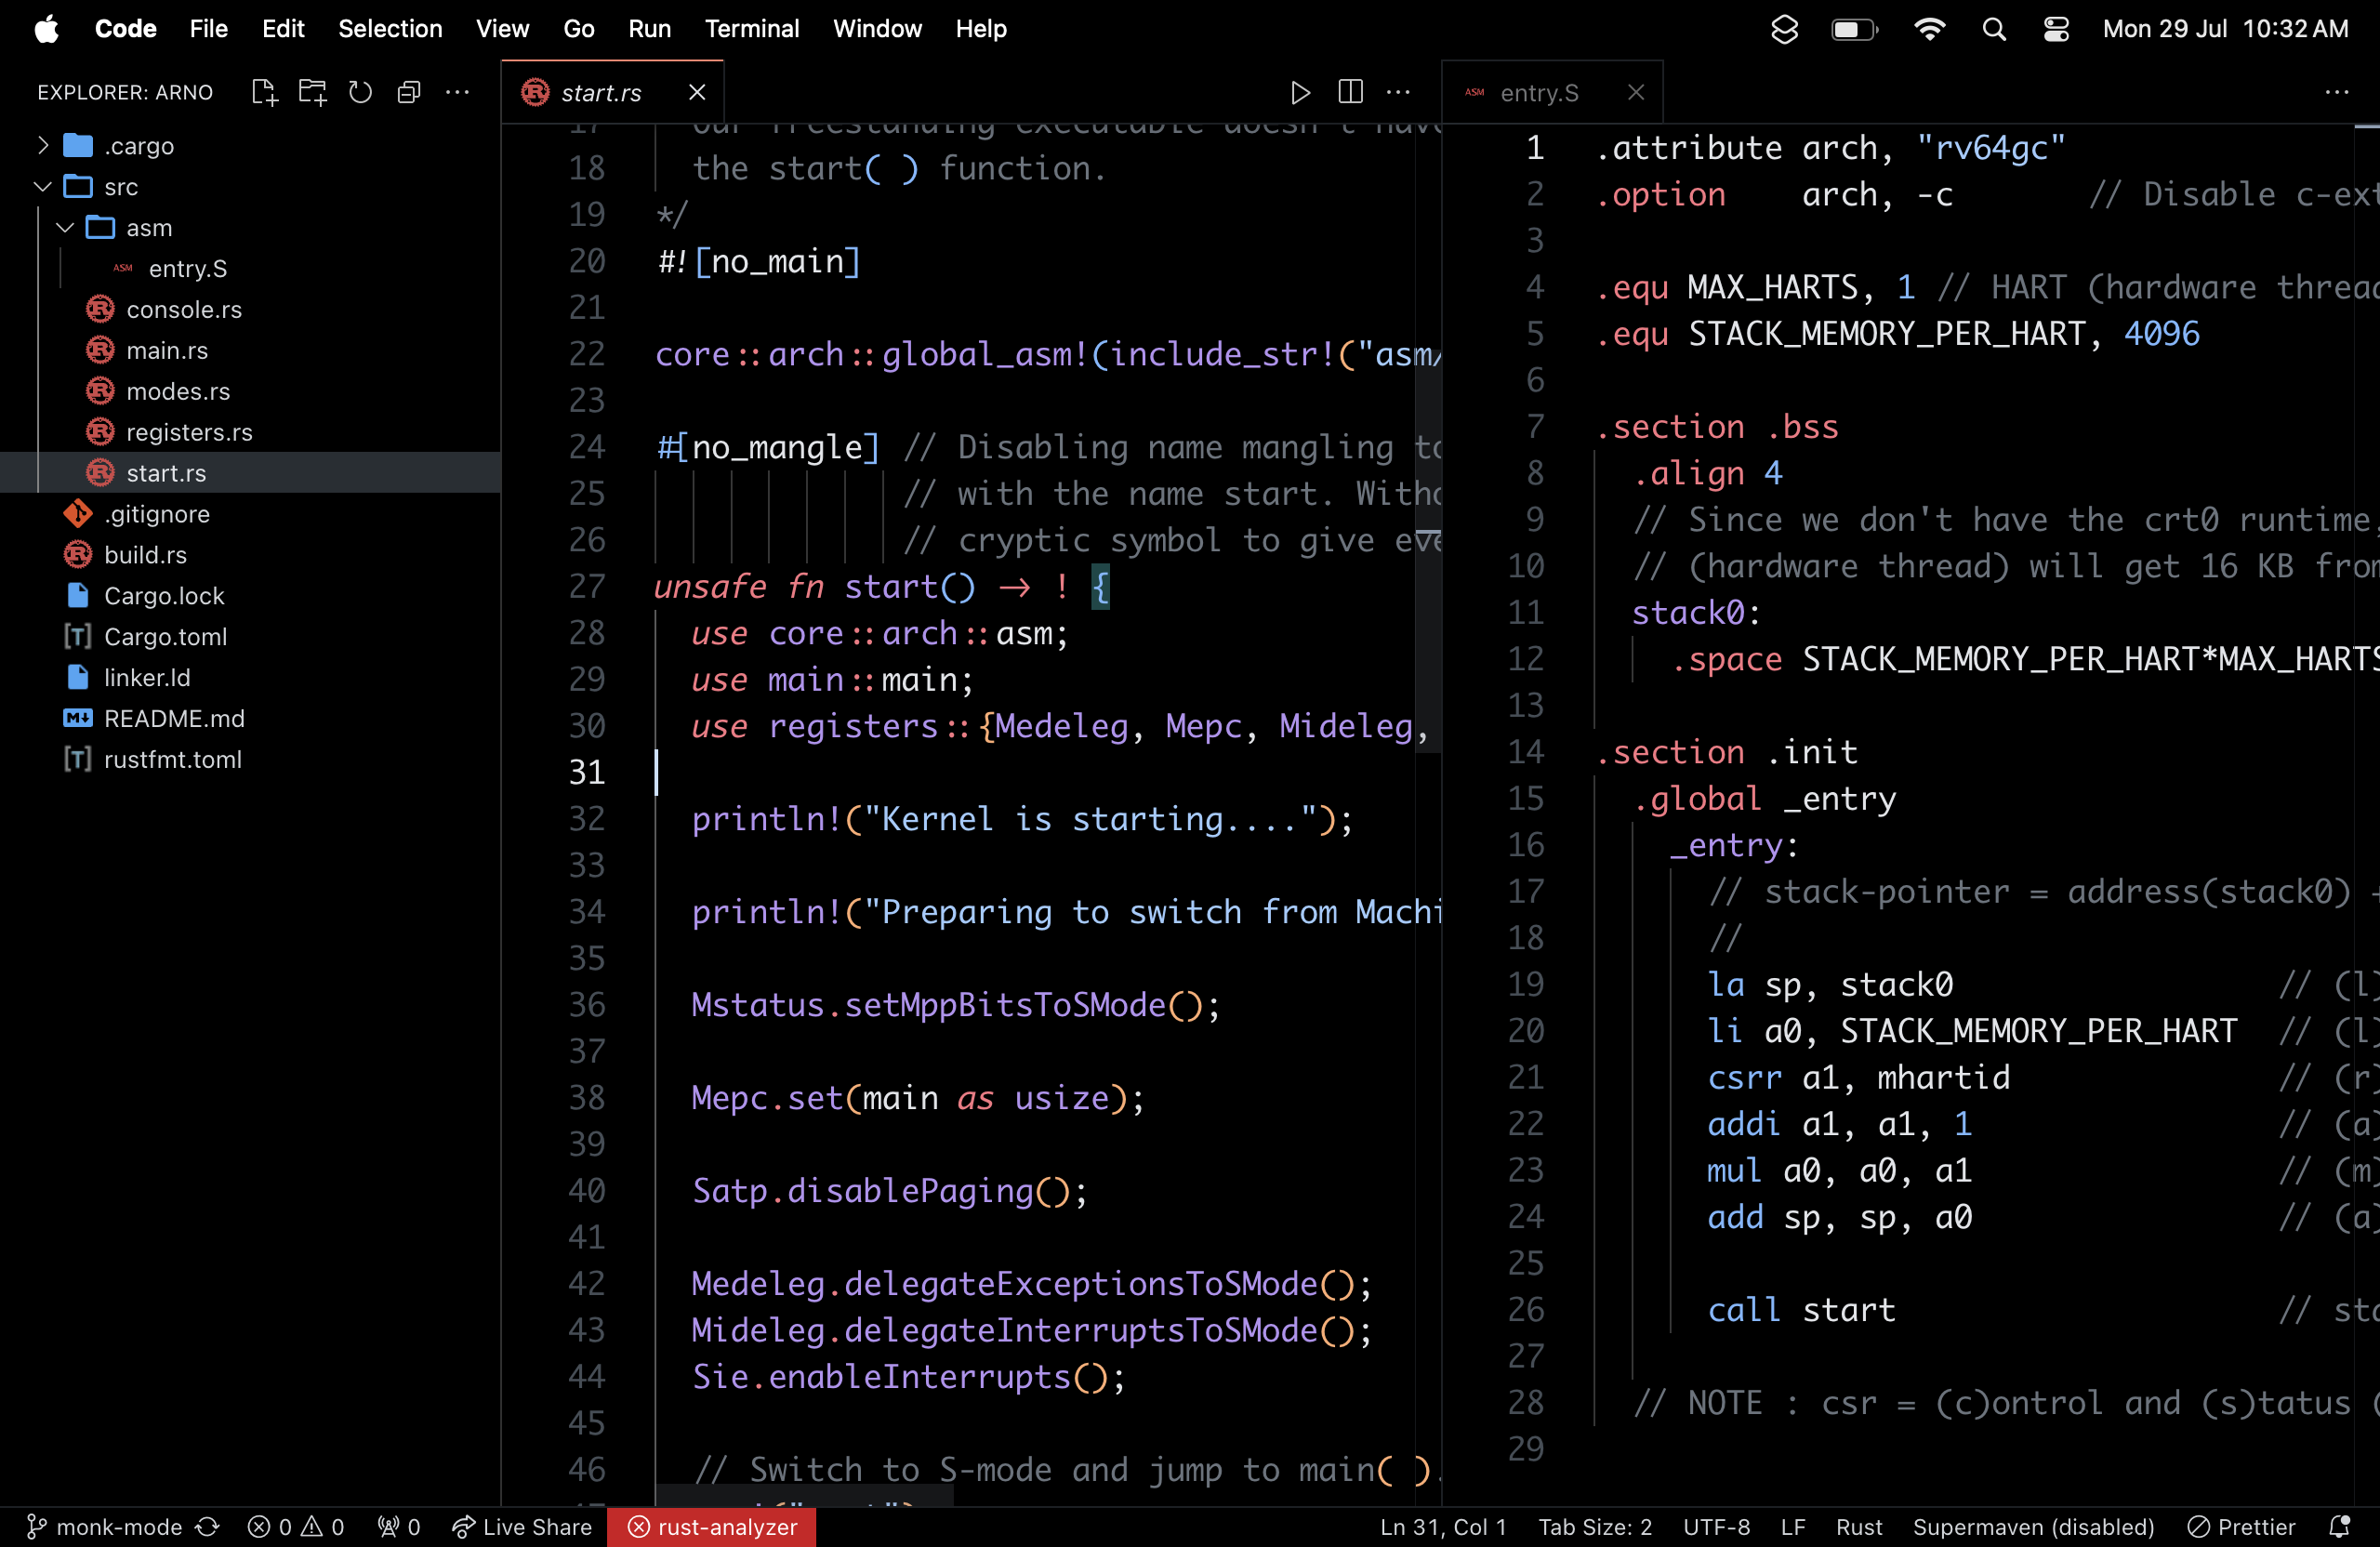 Code File Edit Selection View Go Run Terminal Window Help Mon 29 Jul 10:32 AM
EXPLORER: ARNO
.cargo
src
asm
ASM entry.S
console.rs
main.rs
modes.rs
registers.rs
start.rs
.gitignore
build.rs
Cargo.lock
[T] Cargo.toml
linker.ld
M↓ README.md
[T] rustfmt.toml
start.rs
17 our freestanding executable doesn't have
18 the start( ) function.
19 */
20 #![no_main]
21
22 core::arch::global_asm!(include_str!("asm/
23
24 #[no_mangle] // Disabling name mangling to
25 // with the name start. Witho
26 // cryptic symbol to give eve
27 unsafe fn start() → ! {
28 use core::arch::asm;
29 use main::main;
30 use registers::{Medeleg, Mepc, Mideleg,
31
32 println!("Kernel is starting....");
33
34 println!("Preparing to switch from Machi
35
36 Mstatus.setMppBitsToSMode();
37
38 Mepc.set(main as usize);
39
40 Satp.disablePaging();
41
42 Medeleg.delegateExceptionsToSMode();
43 Mideleg.delegateInterruptsToSMode();
44 Sie.enableInterrupts();
45
46 // Switch to S-mode and jump to main( ).
ASM entry.S
1 .attribute arch, "rv64gc"
2 .option arch, -c // Disable c-ext
3
4 .equ MAX_HARTS, 1 // HART (hardware thread
5 .equ STACK_MEMORY_PER_HART, 4096
6
7 .section .bss
8 .align 4
9 // Since we don't have the crt0 runtime,
10 // (hardware thread) will get 16 KB from
11 stack0:
12 .space STACK_MEMORY_PER_HART*MAX_HARTS
13
14 .section .init
15 .global _entry
16 _entry:
17 // stack-pointer = address(stack0) +
18 //
19 la sp, stack0 // (l)
20 li a0, STACK_MEMORY_PER_HART // (l)
21 csrr a1, mhartid // (r)
22 addi a1, a1, 1 // (a)
23 mul a0, a0, a1 // (m)
24 add sp, sp, a0 // (a)
25
26 call start // sta
27
28 // NOTE : csr = (c)ontrol and (s)tatus (
29
monk-mode 0 0 0 Live Share rust-analyzer Ln 31, Col 1 Tab Size: 2 UTF-8 LF Rust Supermaven (disabled) Prettier